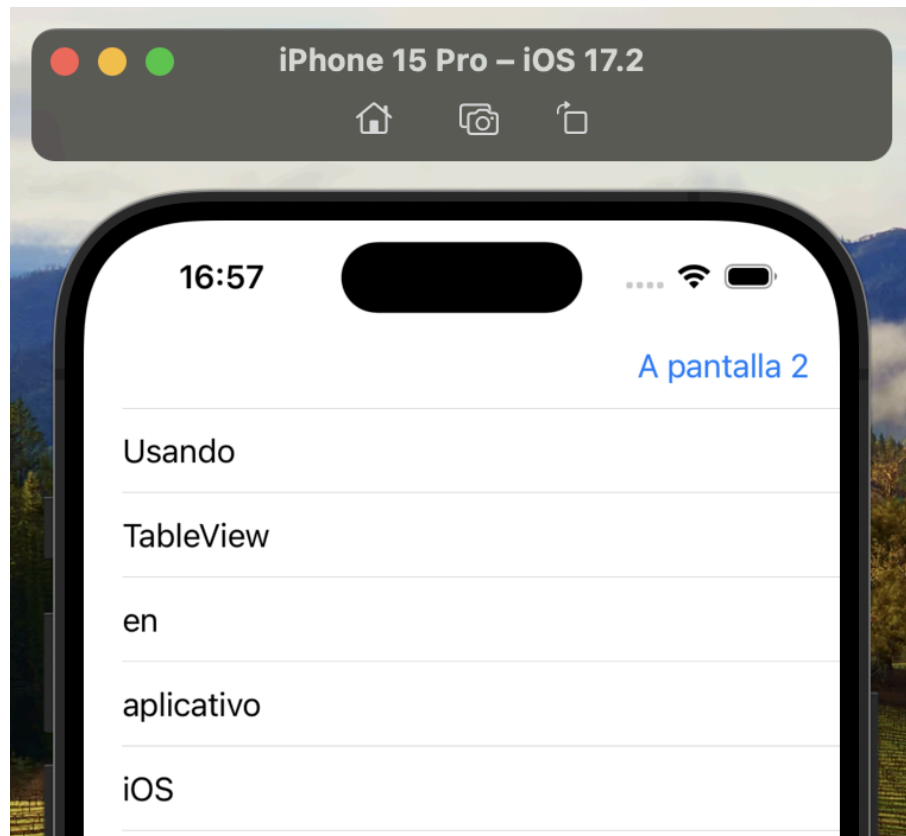 iPhone 15 Pro – iOS 17.2
16:57
A pantalla 2
Usando
TableView
en
aplicativo
iOS